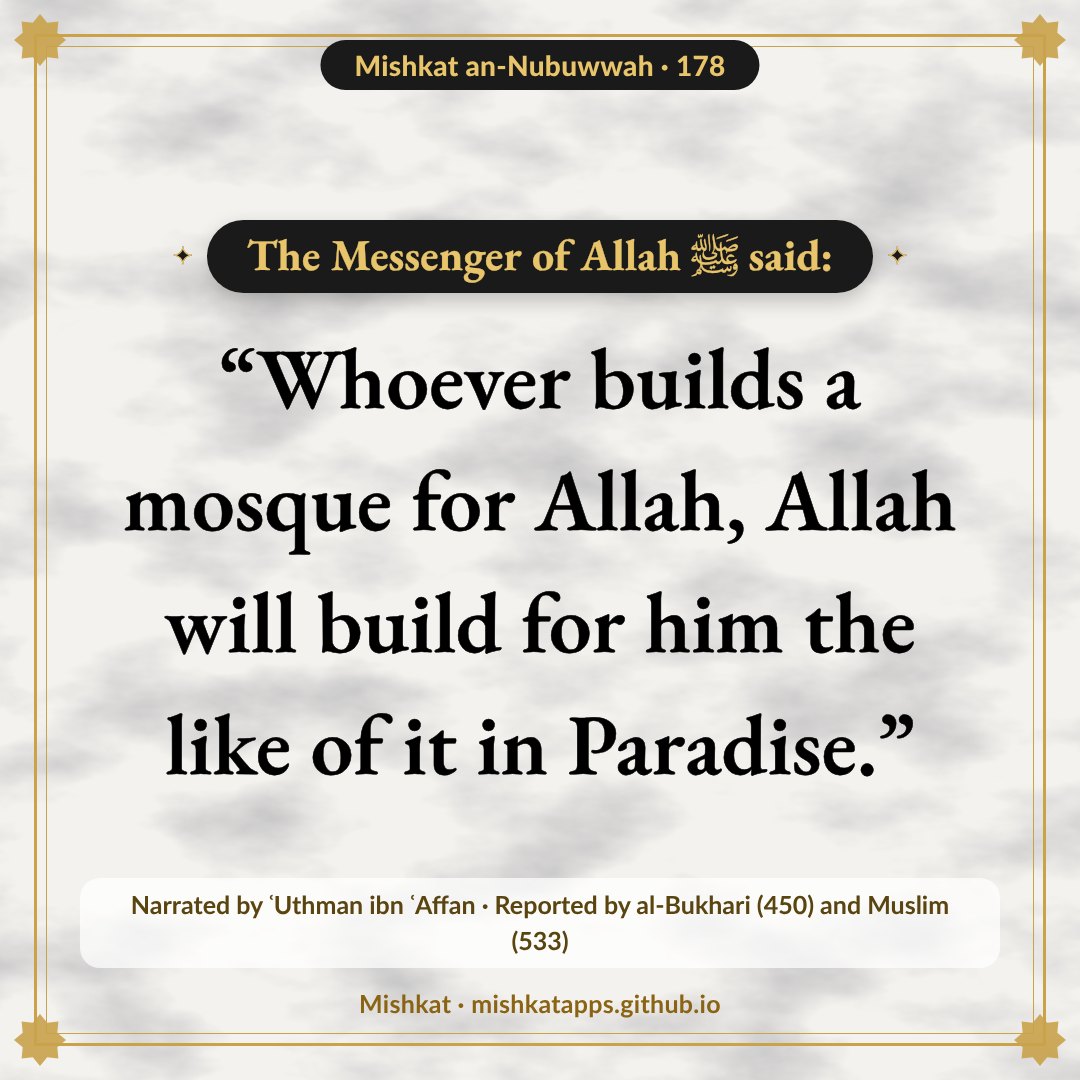 Mishkat an-Nubuwwah · 178
The Messenger of Allah ﷺ said:
“Whoever builds a
mosque for Allah, Allah
will build for him the
like of it in Paradise.”
Narrated by ʿUthman ibn ʿAffan · Reported by al-Bukhari (450) and Muslim
(533)
Mishkat · mishkatapps.github.io